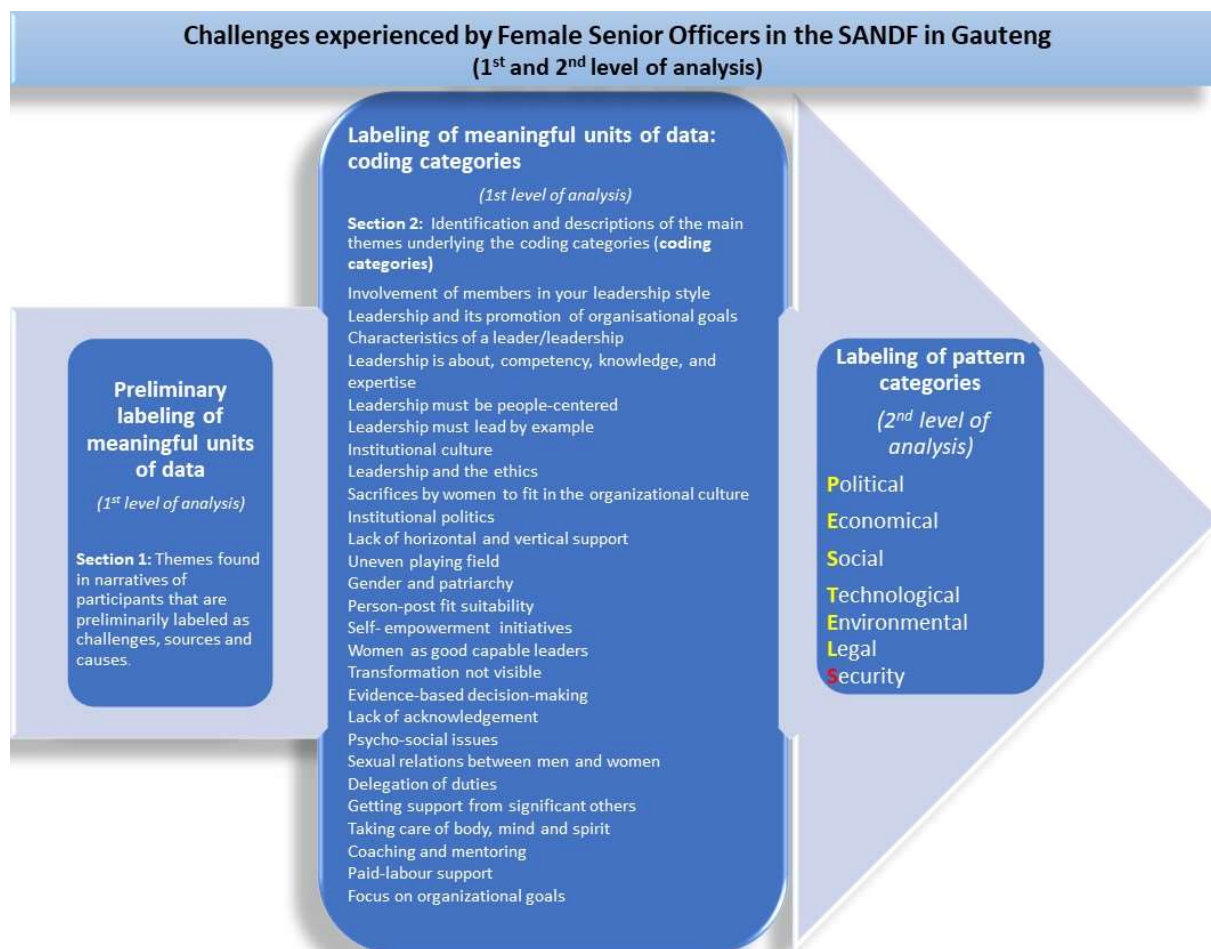 Challenges experienced by Female Senior Officers in the SANDF in Gauteng
(1st and 2nd level of analysis)
Preliminary
labeling of
meaningful units
of data
(1st level of analysis)
Section 1: Themes found
in narratives of
participants that are
preliminarily labeled as
challenges, sources and
causes.
Labeling of meaningful units of data:
coding categories
(1st level of analysis)
Section 2: Identification and descriptions of the main
themes underlying the coding categories (coding
categories)
Involvement of members in your leadership style
Leadership and its promotion of organisational goals
Characteristics of a leader/leadership
Leadership is about, competency, knowledge, and
expertise
Leadership must be people-centered
Leadership must lead by example
Institutional culture
Leadership and the ethics
Sacrifices by women to fit in the organizational culture
Institutional politics
Lack of horizontal and vertical support
Uneven playing field
Gender and patriarchy
Person-post fit suitability
Self- empowerment initiatives
Women as good capable leaders
Transformation not visible
Evidence-based decision-making
Lack of acknowledgement
Psycho-social issues
Sexual relations between men and women
Delegation of duties
Getting support from significant others
Taking care of body, mind and spirit
Coaching and mentoring
Paid-labour support
Focus on organizational goals
Labeling of pattern
categories
(2nd level of
analysis)
Political
Economical
Social
Technological
Environmental
Legal
Security